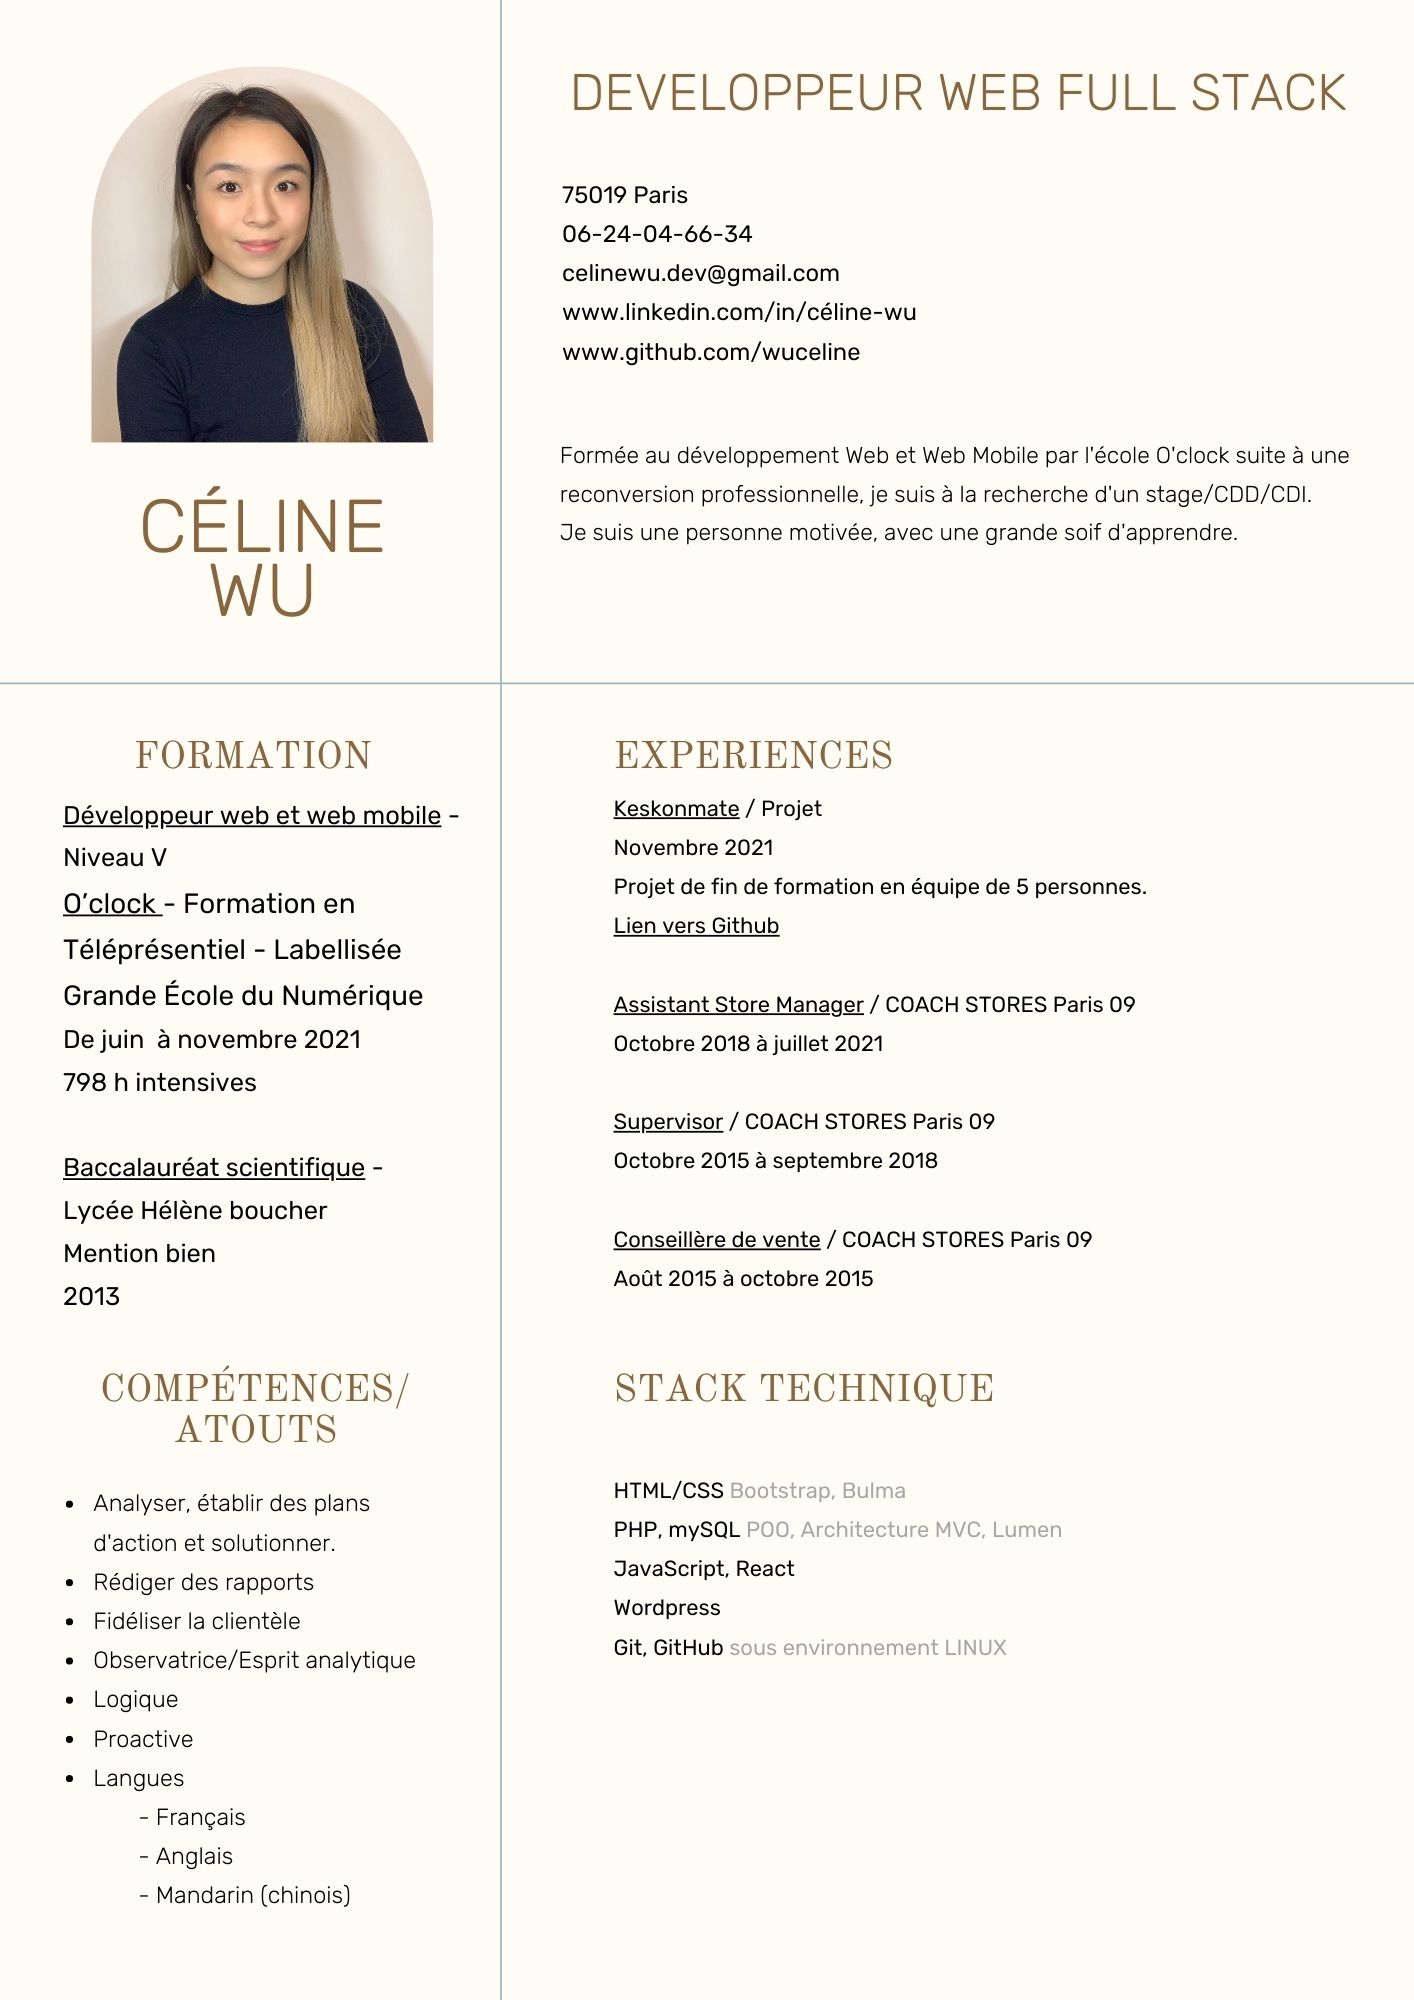 DEVELOPPEUR WEB FULL STACK
75019 Paris
06-24-04-66-34
celinewu.dev@gmail.com
www.linkedin.com/in/céline-wu
www.github.com/wuceline
Formée au développement Web et Web Mobile par l'école O'clock suite à une
reconversion professionnelle, je suis à la recherche d'un stage/CDD/CDI.
Je suis une personne motivée, avec une grande soif d'apprendre.
CÉLINE
WU
FORMATION
Développeur web et web mobile -
Niveau V
O’clock - Formation en
Téléprésentiel - Labellisée
Grande École du Numérique
De juin  à novembre 2021
798 h intensives
Baccalauréat scientifique -
Lycée Hélène boucher
Mention bien
2013
EXPERIENCES
Keskonmate / Projet
Novembre 2021
Projet de fin de formation en équipe de 5 personnes.
Lien vers Github
Assistant Store Manager / COACH STORES Paris 09
Octobre 2018 à juillet 2021
Supervisor / COACH STORES Paris 09
Octobre 2015 à septembre 2018
Conseillère de vente / COACH STORES Paris 09
Août 2015 à octobre 2015
COMPÉTENCES/
ATOUTS
• Analyser, établir des plans
d'action et solutionner.
• Rédiger des rapports
• Fidéliser la clientèle
• Observatrice/Esprit analytique
• Logique
• Proactive
• Langues
- Français
- Anglais
- Mandarin (chinois)
STACK TECHNIQUE
HTML/CSS Bootstrap, Bulma
PHP, mySQL POO, Architecture MVC, Lumen
JavaScript, React
Wordpress
Git, GitHub sous environnement LINUX